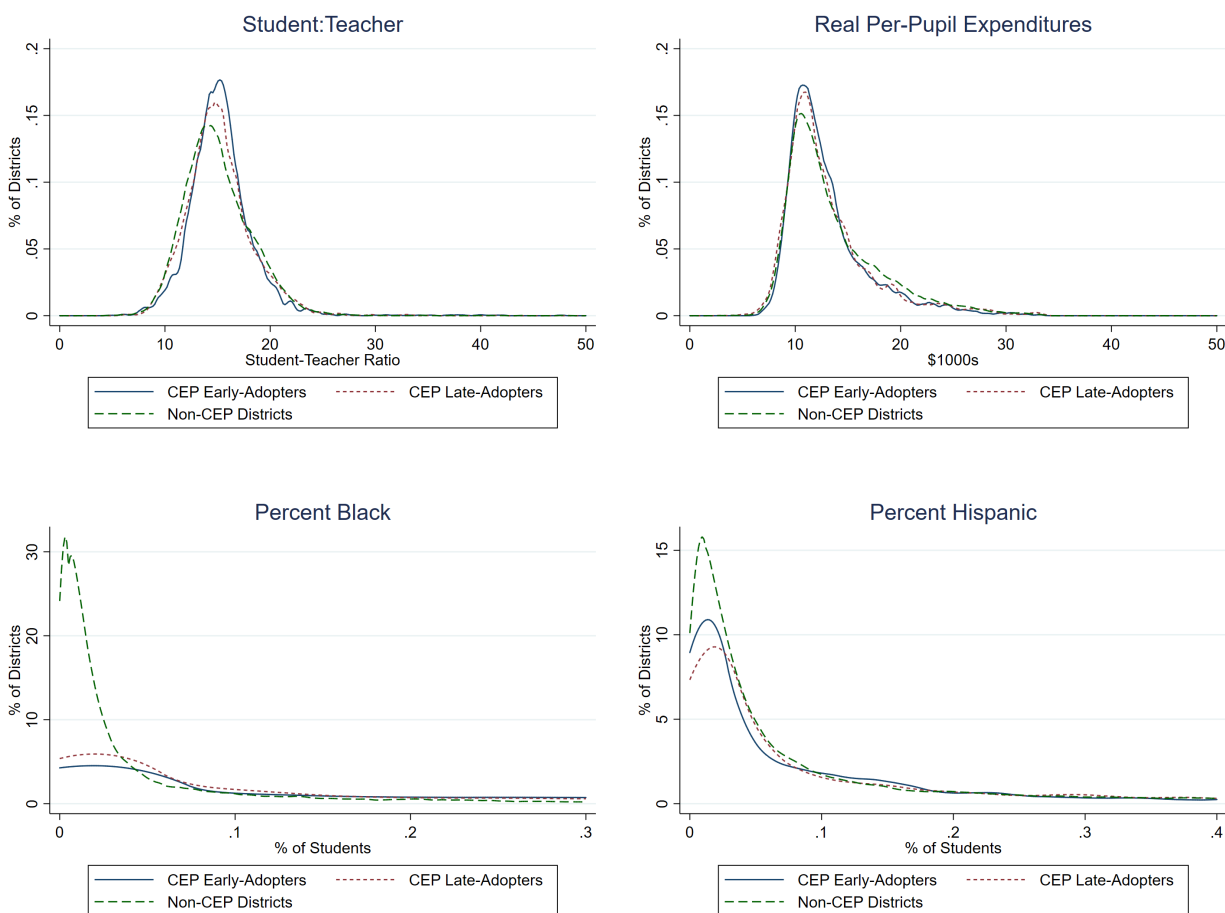 Student:Teacher
% of Districts
0 .05 .1 .15 .2
0 10 20 30 40 50
Student-Teacher Ratio
CEP Early-Adopters CEP Late-Adopters
Non-CEP Districts
Real Per-Pupil Expenditures
% of Districts
0 .05 .1 .15 .2
0 10 20 30 40 50
$1000s
CEP Early-Adopters CEP Late-Adopters
Non-CEP Districts
Percent Black
% of Districts
0 10 20 30
0 .1 .2 .3
% of Students
CEP Early-Adopters CEP Late-Adopters
Non-CEP Districts
Percent Hispanic
% of Districts
0 5 10 15
0 .1 .2 .3 .4
% of Students
CEP Early-Adopters CEP Late-Adopters
Non-CEP Districts